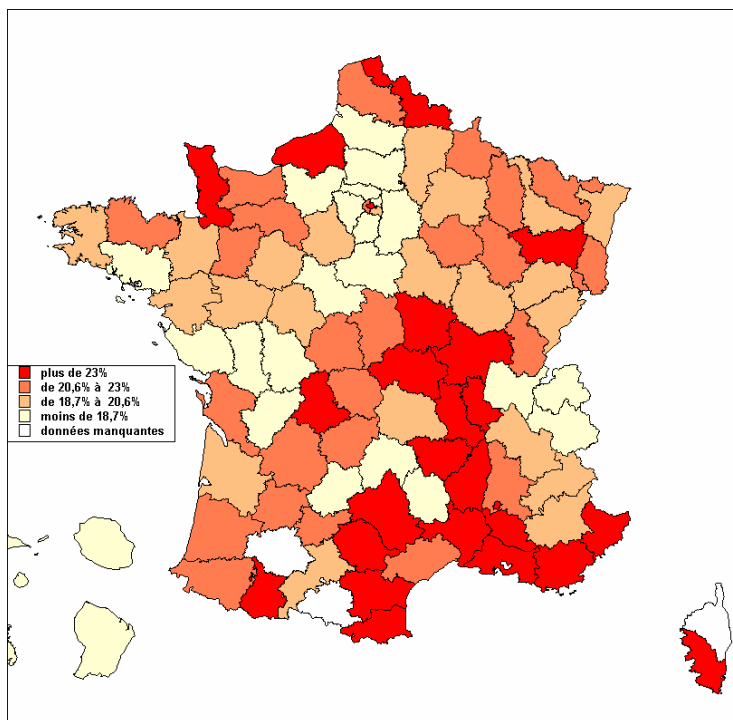 plus de 23%
de 20,6% à 23%
de 18,7% à 20,6%
moins de 18,7%
données manquantes